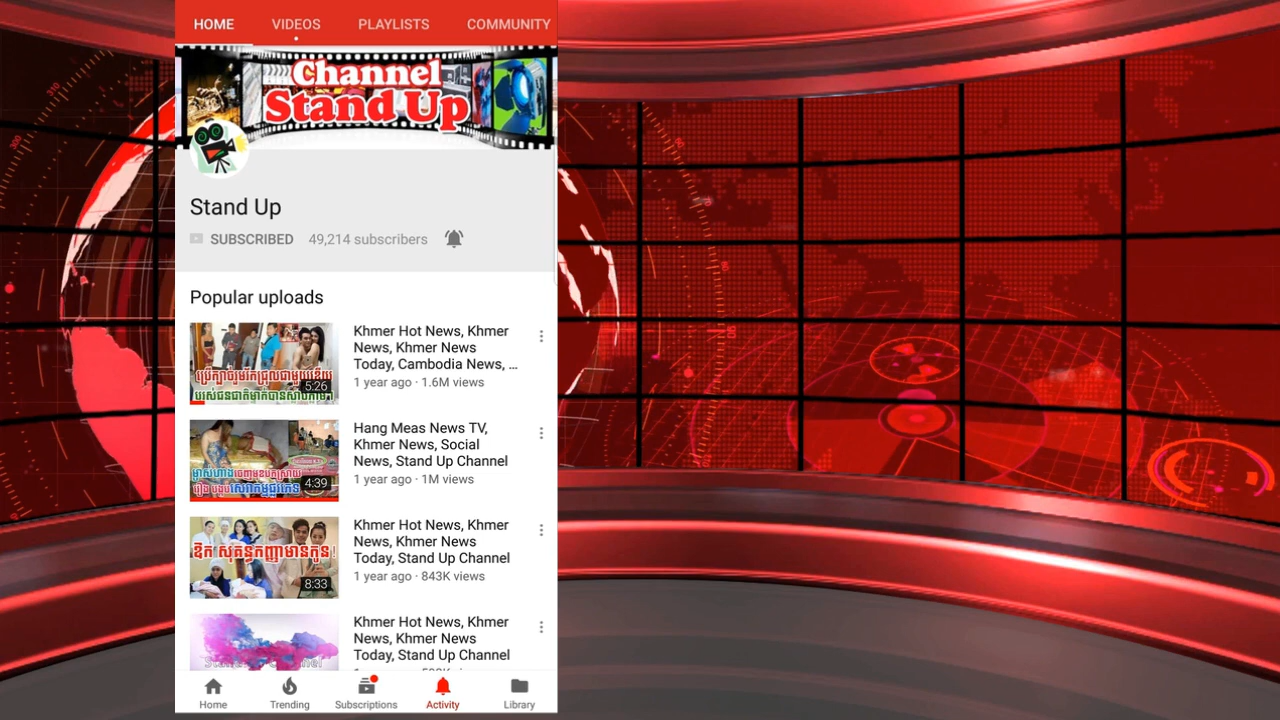 HOME VIDEOS PLAYLISTS COMMUNITY
Channel
Stand Up
Stand Up
SUBSCRIBED 49,214 subscribers
Popular uploads
Khmer Hot News, Khmer
News, Khmer News
Today, Cambodia News, ...
1 year ago · 1.6M views
5:26
Hang Meas News TV,
Khmer News, Social
News, Stand Up Channel
1 year ago · 1M views
4:39
Khmer Hot News, Khmer
News, Khmer News
Today, Stand Up Channel
1 year ago · 843K views
8:33
Khmer Hot News, Khmer
News, Khmer News
Today, Stand Up Channel
Home Trending Subscriptions Activity Library